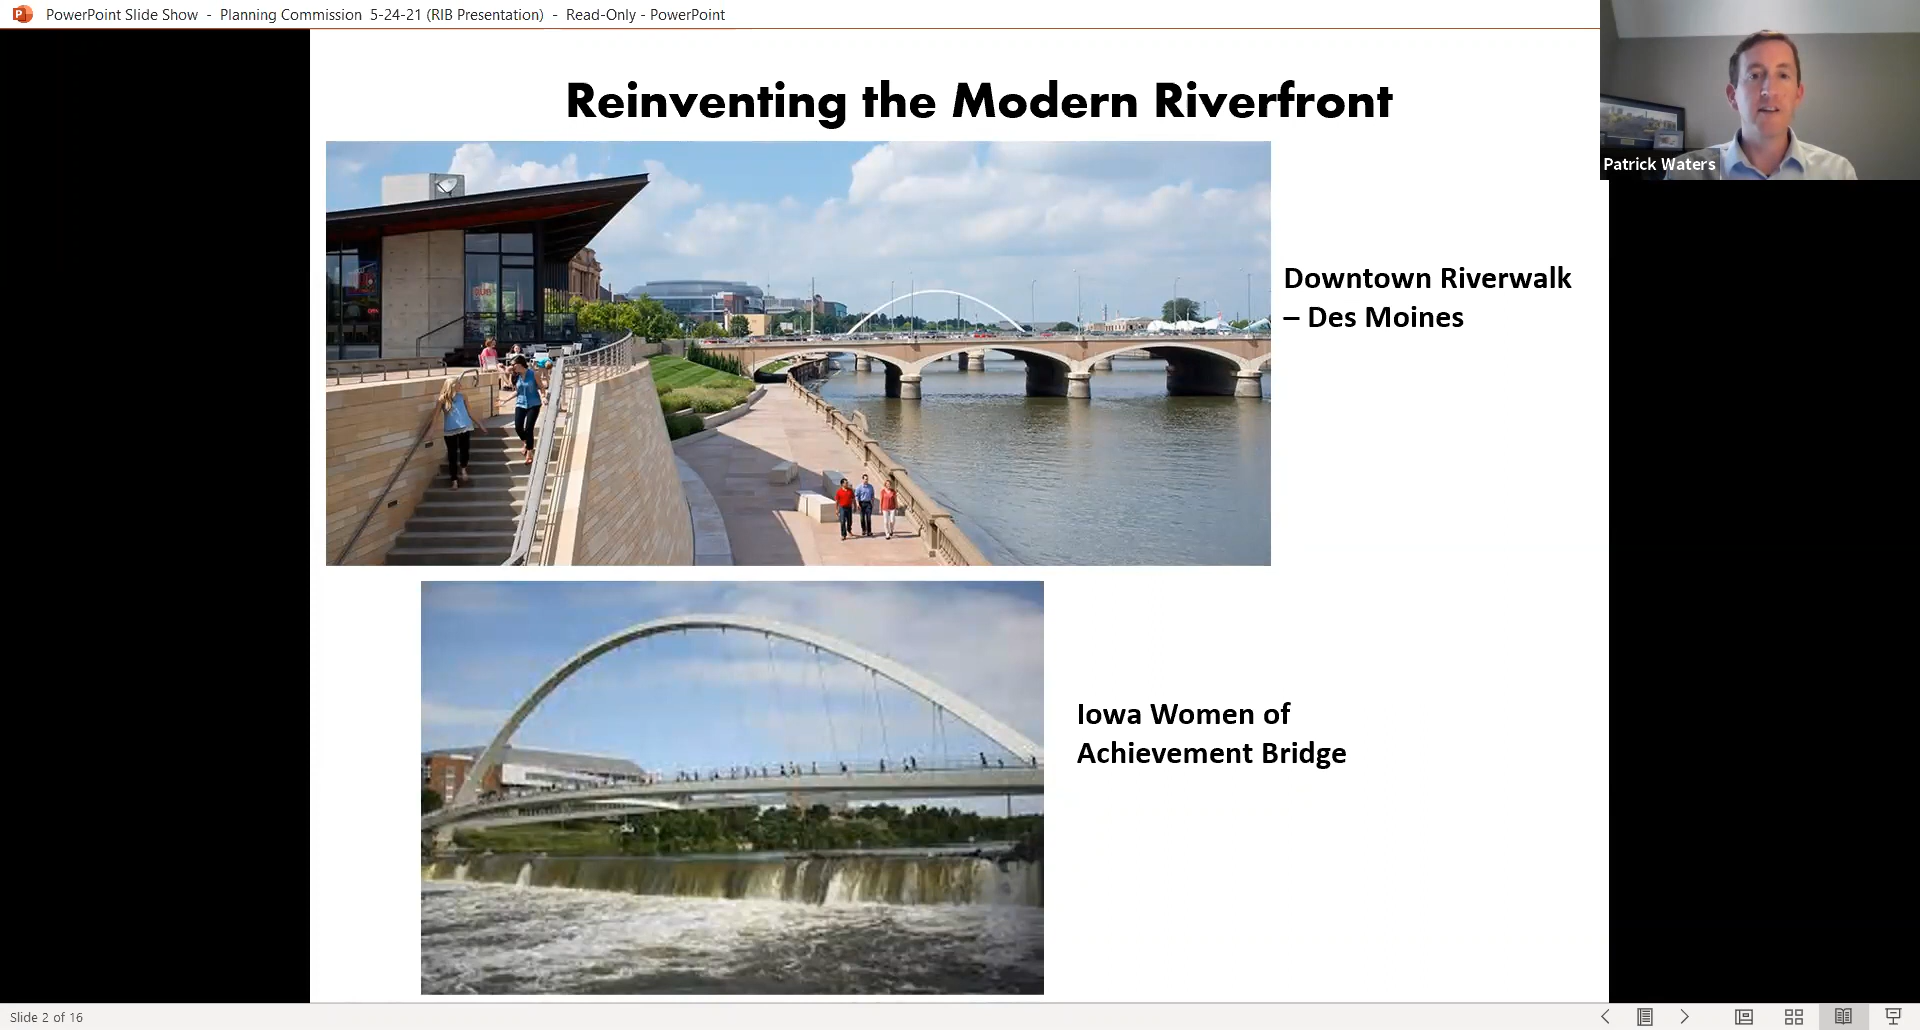 PowerPoint Slide Show - Planning Commission 5-24-21 (RIB Presentation) - Read-Only - PowerPoint
Reinventing the Modern Riverfront
Patrick Waters
Downtown Riverwalk
– Des Moines
Iowa Women of
Achievement Bridge
Slide 2 of 16